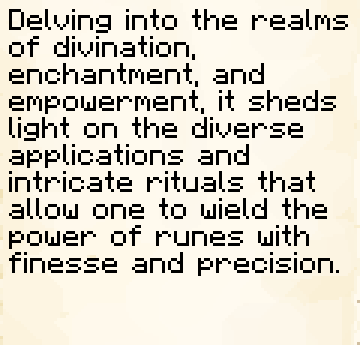 Delving into the realms
of divination,
enchantment, and
empowerment, it sheds
light on the diverse
applications and
intricate rituals that
allow one to wield the
power of runes with
finesse and precision.